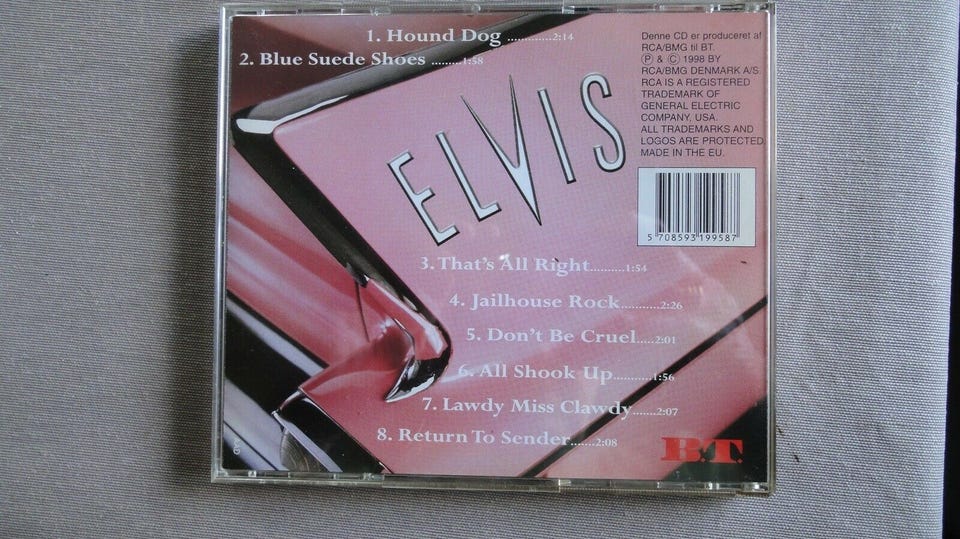 1. Hound Dog .............2:14
2. Blue Suede Shoes .........1:58
Denne CD er produceret af
RCA/BMG til BT.
Ⓟ & © 1998 BY
RCA/BMG DENMARK A/S.
RCA IS A REGISTERED
TRADEMARK OF
GENERAL ELECTRIC
COMPANY, USA.
ALL TRADEMARKS AND
LOGOS ARE PROTECTED.
MADE IN THE EU.
ELVIS
5 708593 199587
3. That's All Right..........1:54
4. Jailhouse Rock...........2:26
5. Don't Be Cruel.....2:01
6. All Shook Up...........1:56
7. Lawdy Miss Clawdy.......2:07
8. Return To Sender.......2:08
B.T.